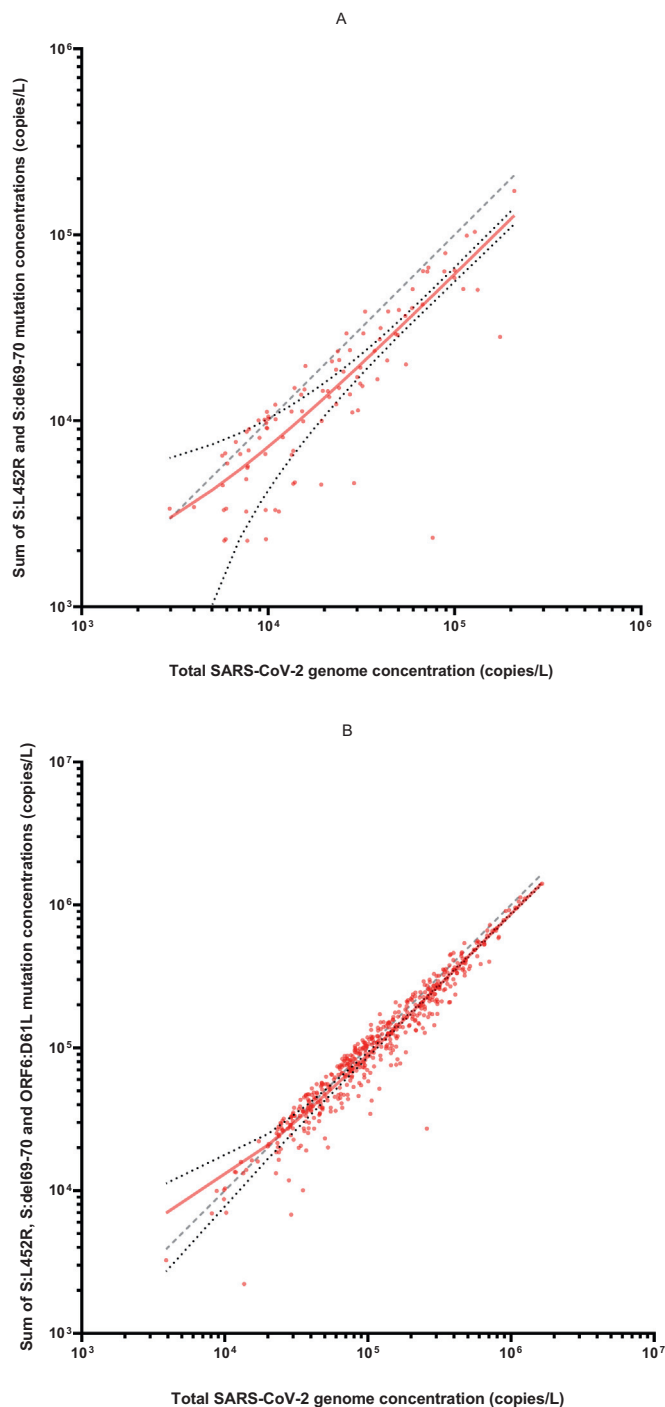 A
10⁶
10⁵
10⁴
10³
Sum of S:L452R and S:del69-70 mutation concentrations (copies/L)
10³ 10⁴ 10⁵ 10⁶
Total SARS-CoV-2 genome concentration (copies/L)
B
10⁷
10⁶
10⁵
10⁴
10³
Sum of S:L452R, S:del69-70 and ORF6:D61L mutation concentrations (copies/L)
10³ 10⁴ 10⁵ 10⁶ 10⁷
Total SARS-CoV-2 genome concentration (copies/L)